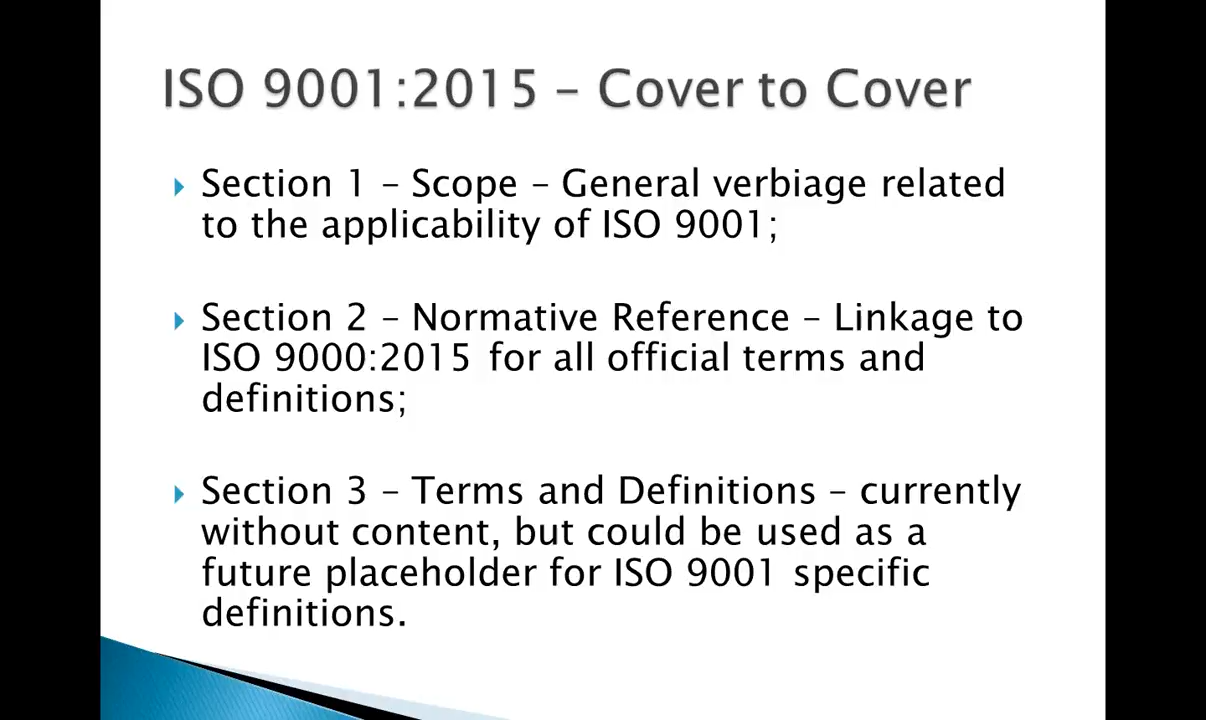 ISO 9001:2015 – Cover to Cover
Section 1 – Scope – General verbiage related
to the applicability of ISO 9001;
Section 2 – Normative Reference – Linkage to
ISO 9000:2015 for all official terms and
definitions;
Section 3 – Terms and Definitions – currently
without content, but could be used as a
future placeholder for ISO 9001 specific
definitions.